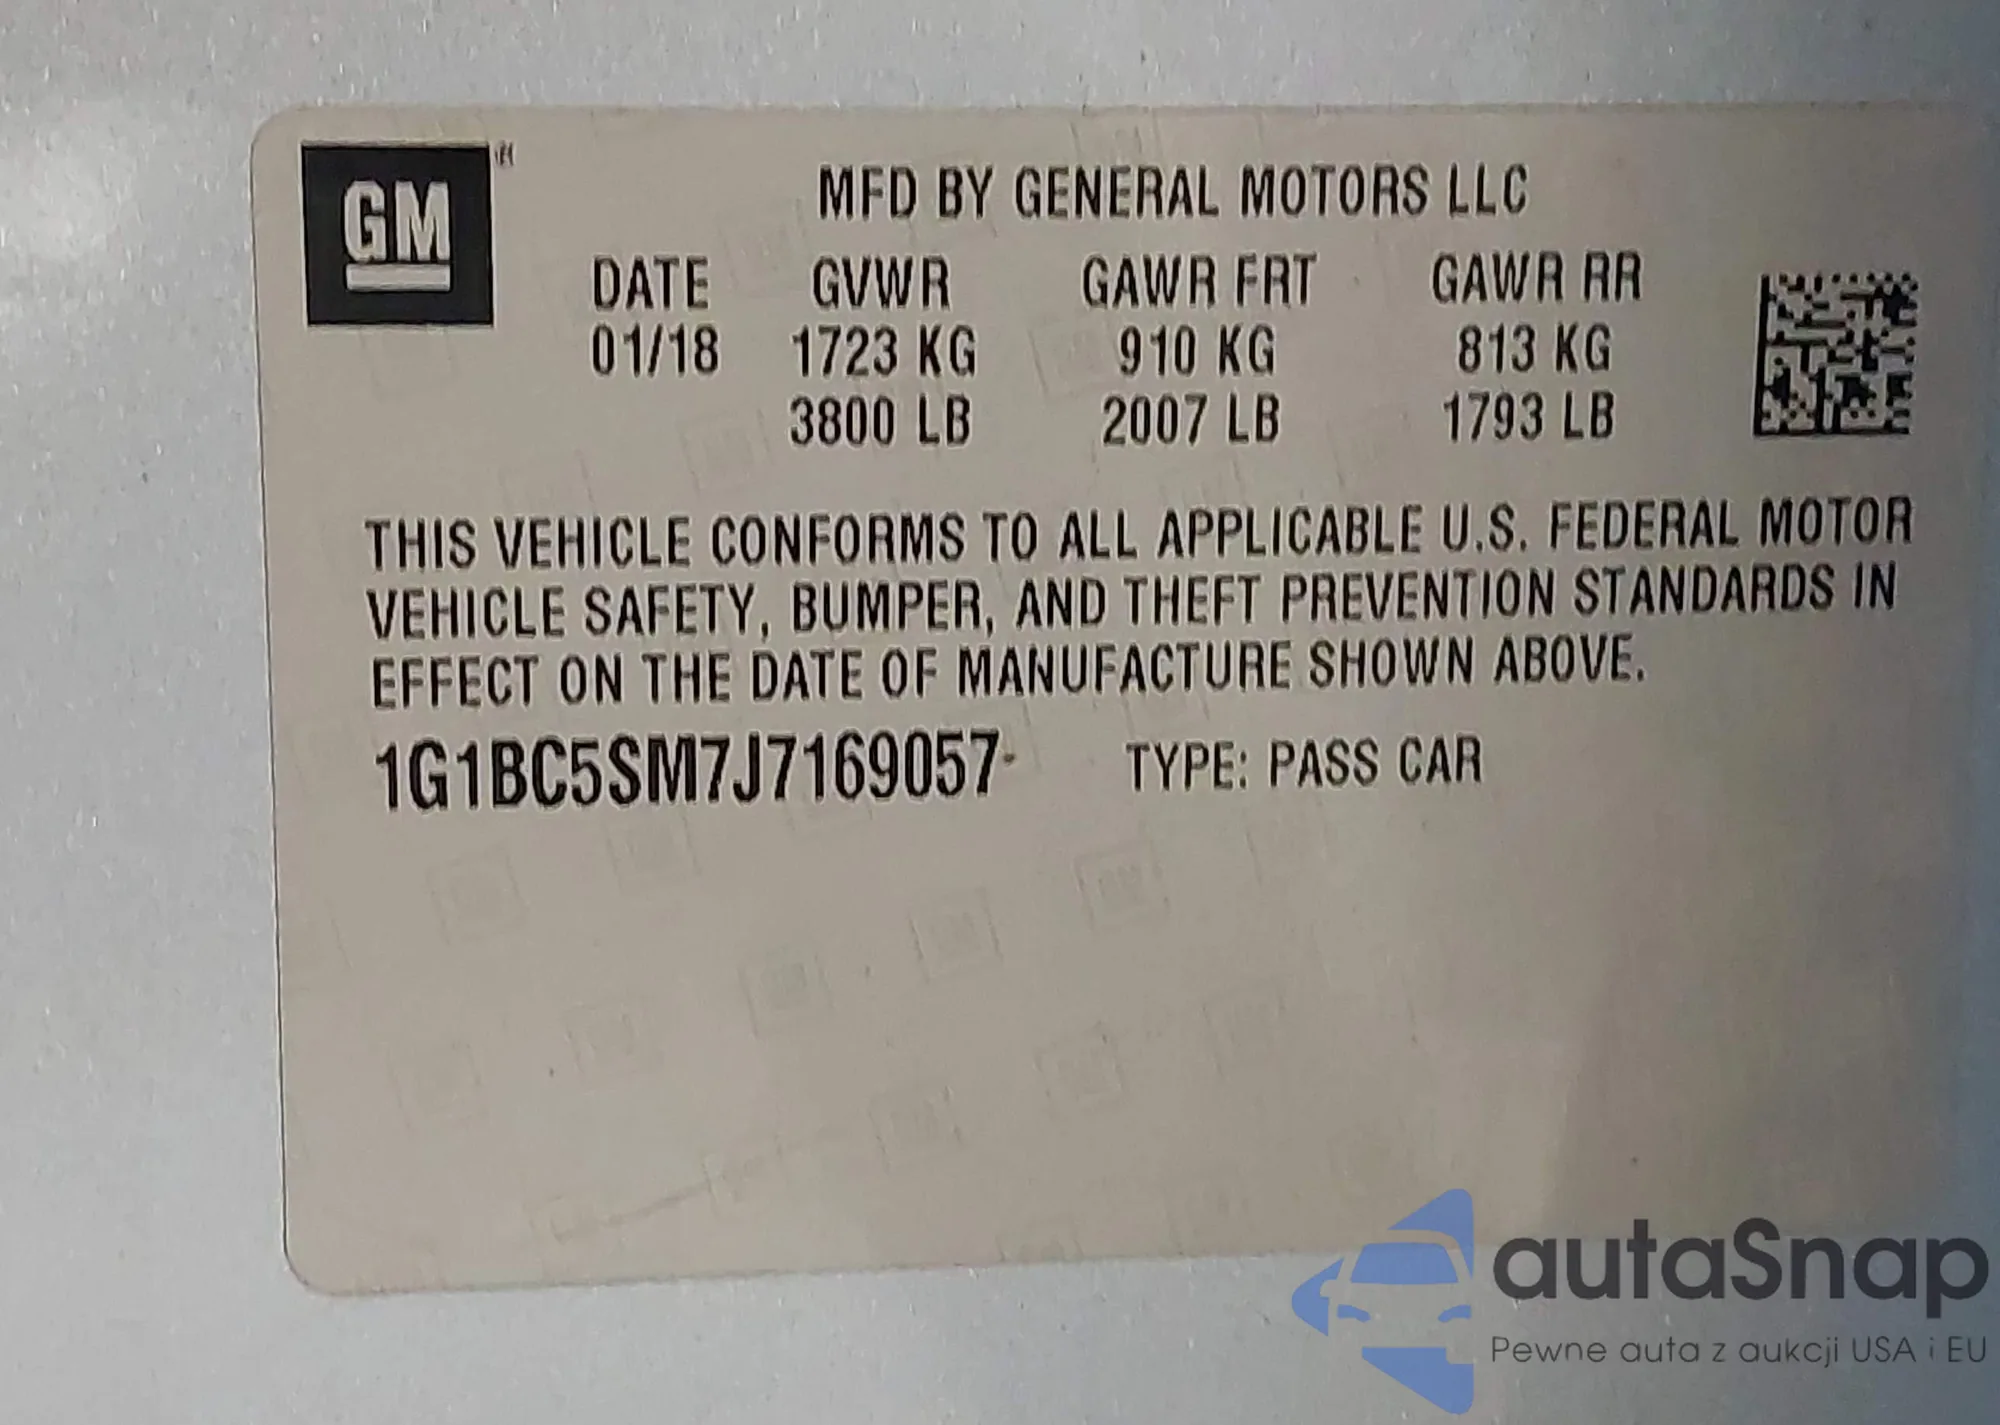 GM
MFD BY GENERAL MOTORS LLC
DATE GVWR GAWR FRT GAWR RR
01/18 1723 KG 910 KG 813 KG
3800 LB 2007 LB 1793 LB
THIS VEHICLE CONFORMS TO ALL APPLICABLE U.S. FEDERAL MOTOR
VEHICLE SAFETY, BUMPER, AND THEFT PREVENTION STANDARDS IN
EFFECT ON THE DATE OF MANUFACTURE SHOWN ABOVE.
1G1BC5SM7J7169057 TYPE: PASS CAR
autaSnap
Pewne auta z aukcji USA i EU